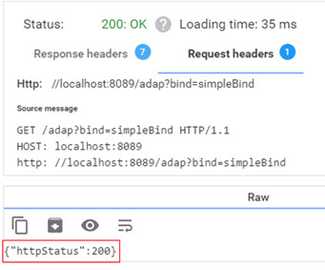 Status: 200: OK ? Loading time: 35 ms
Response headers 7 Request headers 1
Http: //localhost:8089/adap?bind=simpleBind
Source message
GET /adap?bind=simpleBind HTTP/1.1
HOST: localhost:8089
http: //localhost:8089/adap?bind=simpleBind
Raw
{"httpStatus":200}